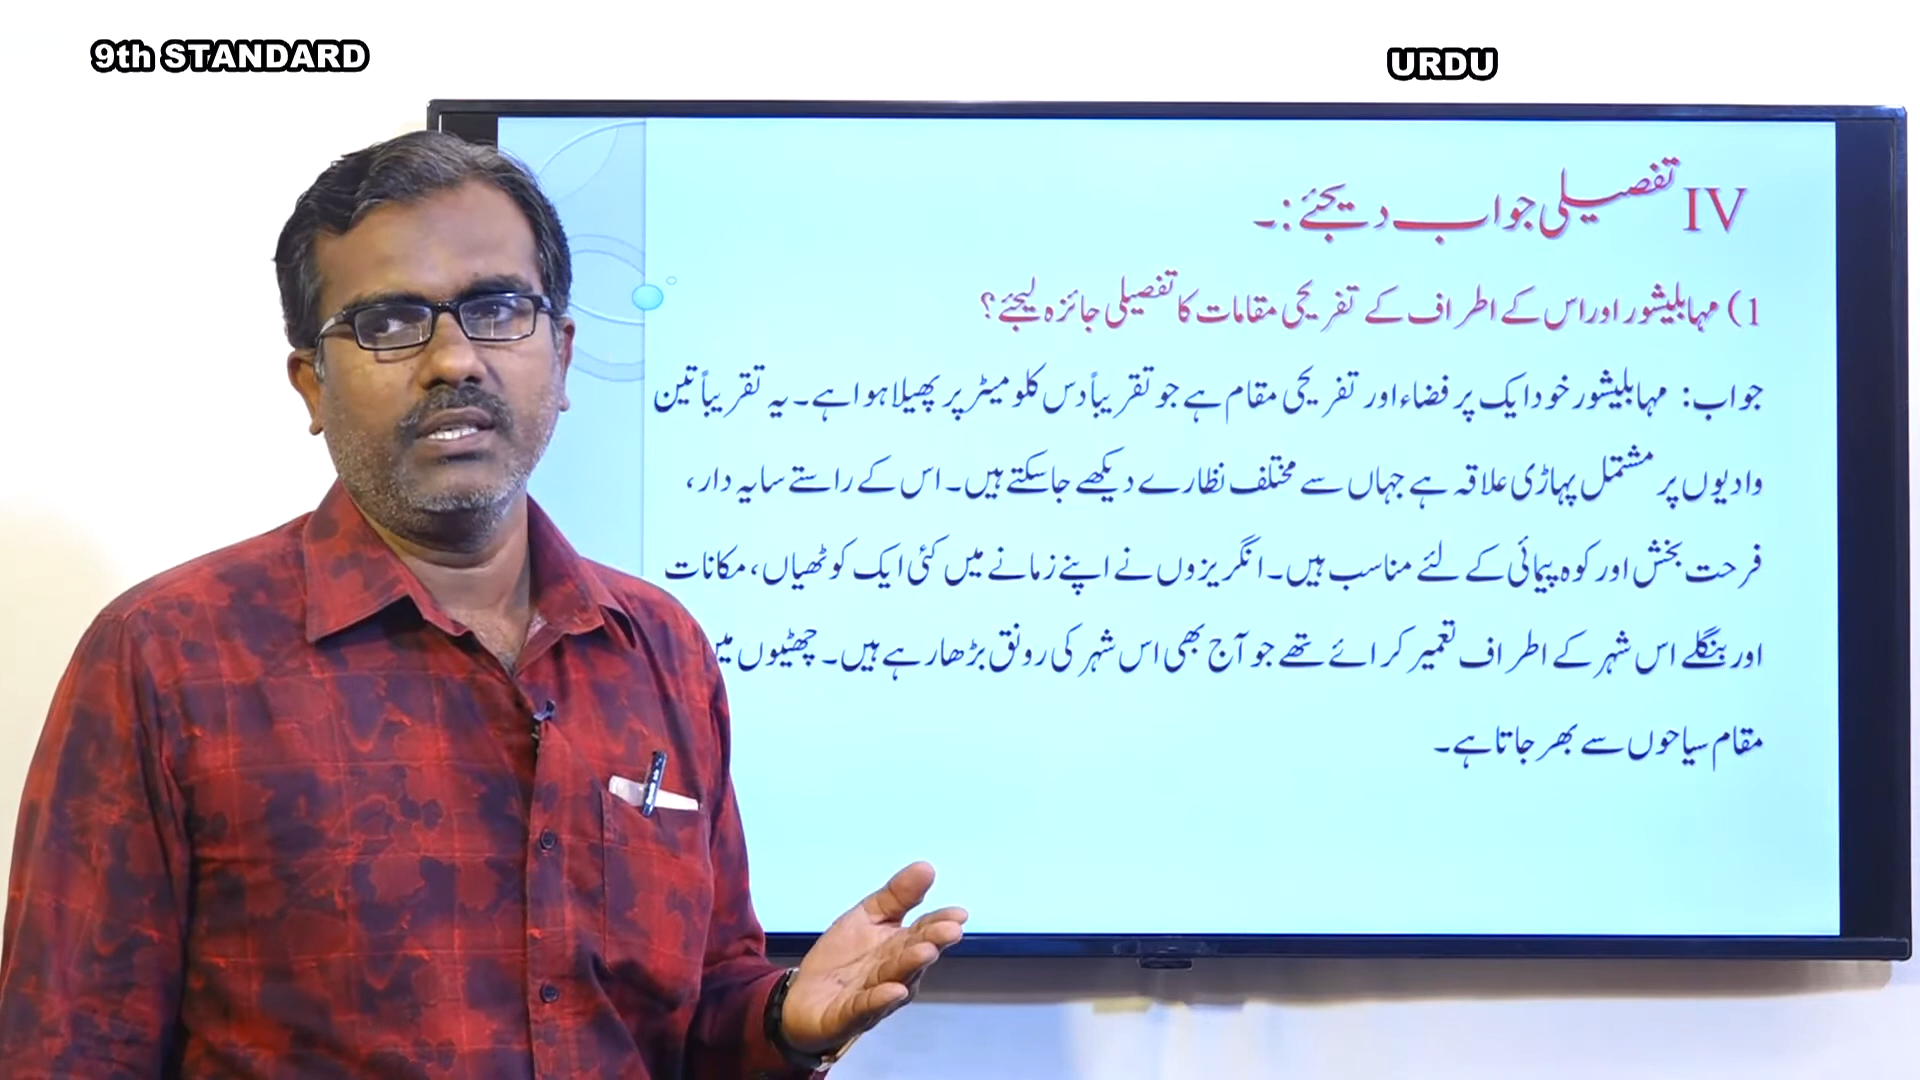 9th STANDARD
URDU
IV تفصیلی جواب دیجئے:۔
1) مہابلیشور اور اس کے اطراف کے تفریحی مقامات کا تفصیلی جائزہ لیجئے؟
جواب: مہابلیشور خود ایک پر فضاء اور تفریحی مقام ہے جو تقریباً دس کلو میٹر پر پھیلا ہوا ہے۔ یہ تقریباً تین
وادیوں پر مشتمل پہاڑی علاقہ ہے جہاں سے مختلف نظارے دیکھے جاسکتے ہیں۔ اس کے راستے سایہ دار،
فرحت بخش اور کوہ پیمائی کے لئے مناسب ہیں۔ انگریزوں نے اپنے زمانے میں کئی ایک کوٹھیاں، مکانات
اور بنگلے اس شہر کے اطراف تعمیر کرائے تھے جو آج بھی اس شہر کی رونق بڑھا رہے ہیں۔ چھٹیوں میں
مقام سیاحوں سے بھر جاتا ہے۔